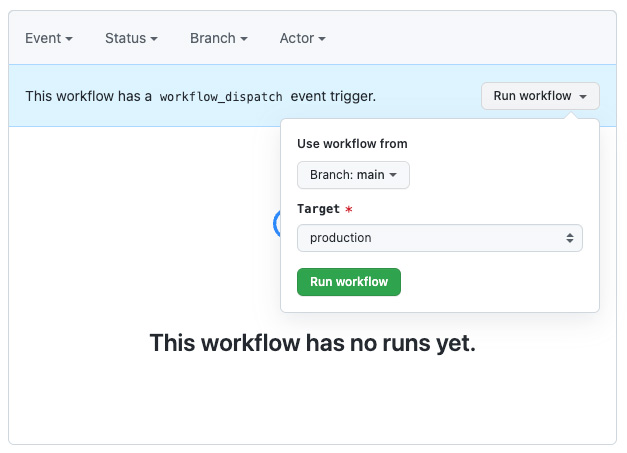 Event Status Branch Actor
This workflow has a workflow_dispatch event trigger. Run workflow
Use workflow from
Branch: main
Target *
production
Run workflow
This workflow has no runs yet.